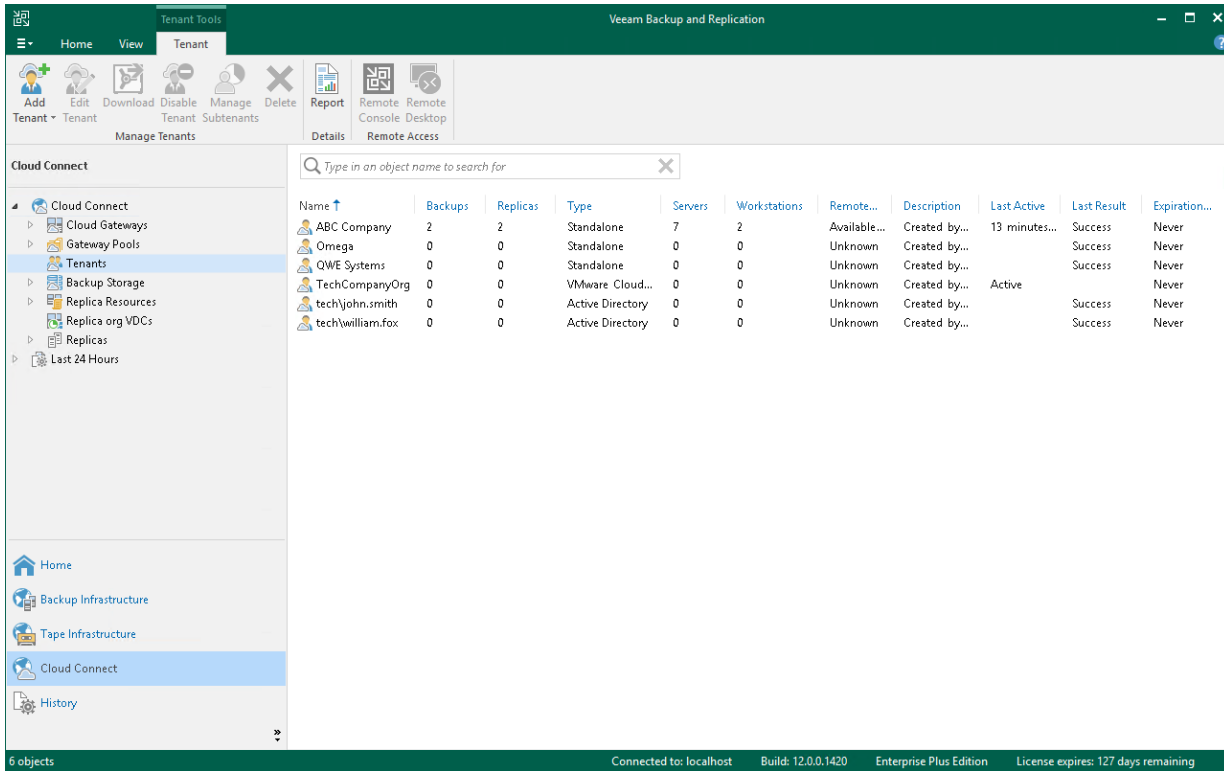 Tenant Tools
Veeam Backup and Replication
Home View Tenant
?
Add Tenant
Edit Tenant
Download
Disable Tenant
Manage Subtenants
Delete
Report
Remote Console
Remote Desktop
Manage Tenants
Details
Remote Access
Cloud Connect
Type in an object name to search for
Cloud Connect
Cloud Gateways
Gateway Pools
Tenants
Backup Storage
Replica Resources
Replica org VDCs
Replicas
Last 24 Hours
Name Backups Replicas Type Servers Workstations Remote... Description Last Active Last Result Expiration...
ABC Company 2 2 Standalone 7 2 Available... Created by... 13 minutes... Success Never
Omega 0 0 Standalone 0 0 Unknown Created by... Success Never
QWE Systems 0 0 Standalone 0 0 Unknown Created by... Success Never
TechCompanyOrg 0 0 VMware Cloud... 0 0 Unknown Created by... Active Never
tech\john.smith 0 0 Active Directory 0 0 Unknown Created by... Success Never
tech\william.fox 0 0 Active Directory 0 0 Unknown Created by... Success Never
Home
Backup Infrastructure
Tape Infrastructure
Cloud Connect
History
6 objects
Connected to: localhost Build: 12.0.0.1420 Enterprise Plus Edition License expires: 127 days remaining